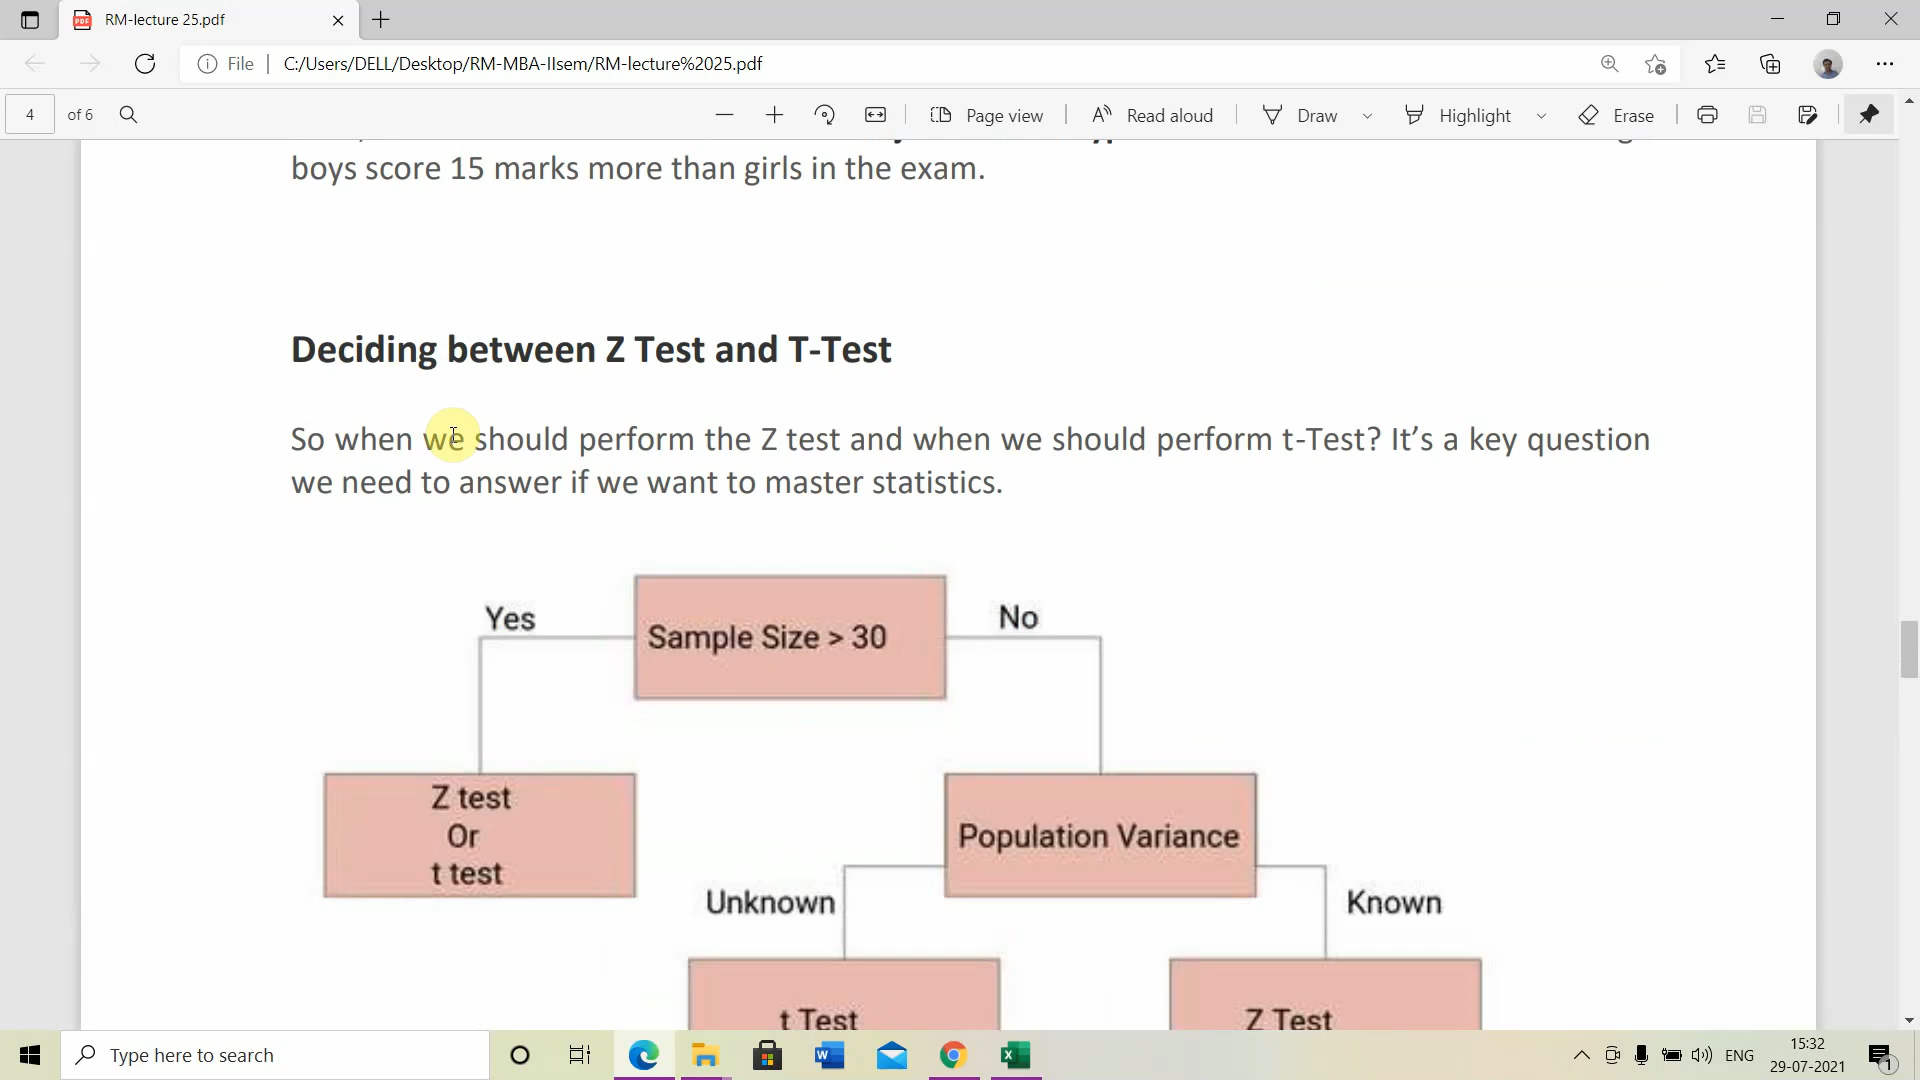 RM-lecture 25.pdf
File
C:/Users/DELL/Desktop/RM-MBA-IIsem/RM-lecture%2025.pdf
4 of 6
Page view
Read aloud
Draw
Highlight
Erase
boys score 15 marks more than girls in the exam.
Deciding between Z Test and T-Test
So when we should perform the Z test and when we should perform t-Test? It’s a key question
we need to answer if we want to master statistics.
Yes
Sample Size > 30
No
Z test
Or
t test
Population Variance
Unknown
Known
t Test
Z Test
Type here to search
ENG
15:32
29-07-2021
1